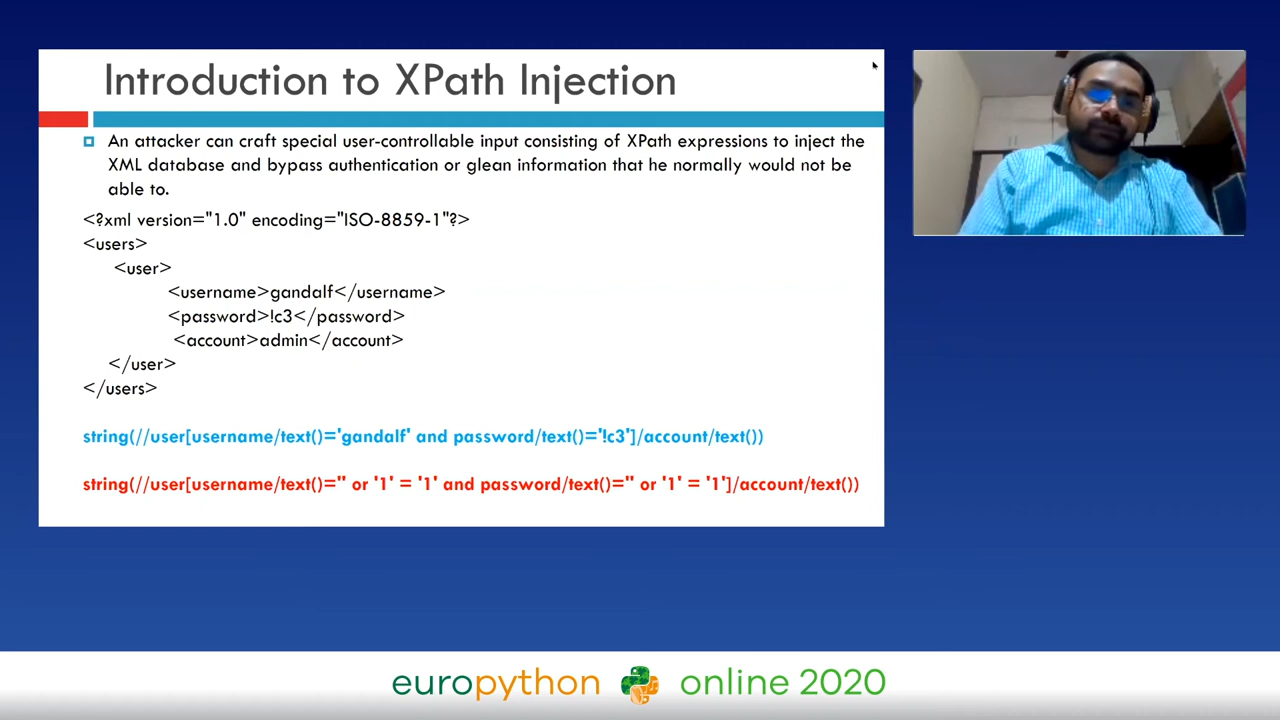 Introduction to XPath Injection
An attacker can craft special user-controllable input consisting of XPath expressions to inject the
XML database and bypass authentication or glean information that he normally would not be
able to.
<?xml version="1.0" encoding="ISO-8859-1"?>
<users>
<user>
<username>gandalf</username>
<password>!c3</password>
<account>admin</account>
</user>
</users>
string(//user[username/text()='gandalf' and password/text()='!c3']/account/text())
string(//user[username/text()='' or '1' = '1' and password/text()='' or '1' = '1']/account/text())
europython online 2020